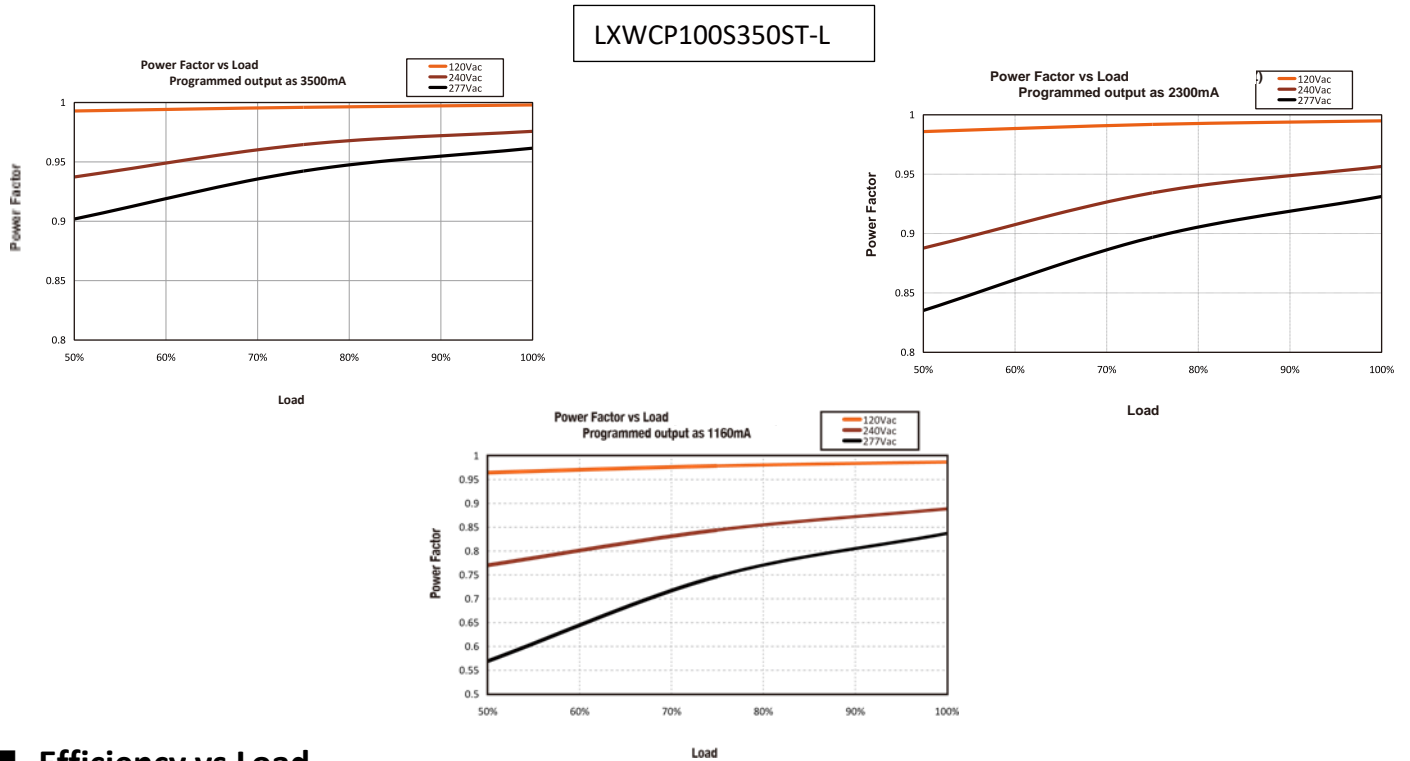 LXWCP100S350ST-L
Power Factor vs Load
Programmed output as 3500mA
120Vac
240Vac
277Vac
Power Factor
1
0.95
0.9
0.85
0.8
50% 60% 70% 80% 90% 100%
Load
Power Factor vs Load
Programmed output as 2300mA
)
120Vac
240Vac
277Vac
Power Factor
1
0.95
0.9
0.85
0.8
50% 60% 70% 80% 90% 100%
Load
Power Factor vs Load
Programmed output as 1160mA
120Vac
240Vac
277Vac
Power Factor
1
0.95
0.9
0.85
0.8
0.75
0.7
0.65
0.6
0.55
0.5
50% 60% 70% 80% 90% 100%
Load
Efficiency vs Load